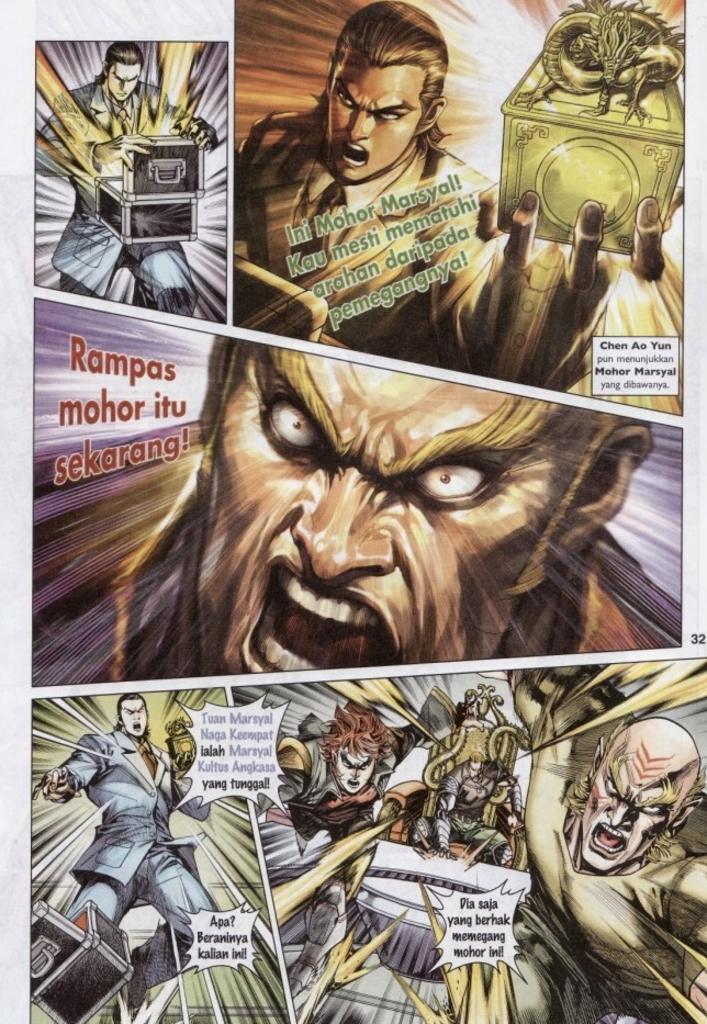 Ini Mohor Marsyal!
Kau mesti mematuhi
arahan daripada
pemegangnya!
Chen Ao Yun
pun menunjukkan
Mohor Marsyal
yang dibawanya.
Rampas
mohor itu
sekarang!
32
Tuan Marsyal
Naga Keempat
ialah Marsyal
Kultus Angkasa
yang tunggal!
Apa?
Beraninya
kalian ini!
Dia saja
yang berhak
memegang
mohor ini!